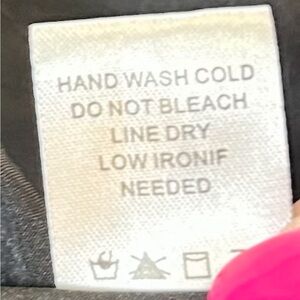 HAND WASH COLD
DO NOT BLEACH
LINE DRY
LOW IRONIF
NEEDED